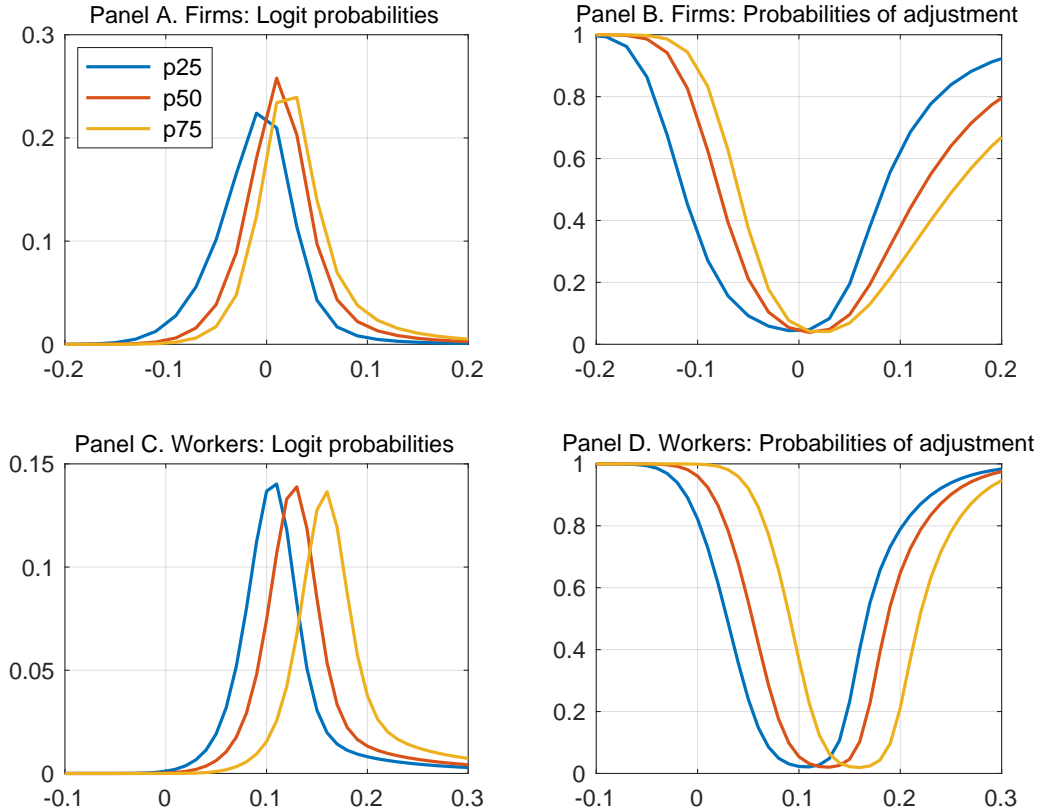 Panel A. Firms: Logit probabilities
0.3
0.2
0.1
0
p25
p50
p75
-0.2 -0.1 0 0.1 0.2
Panel B. Firms: Probabilities of adjustment
1
0.8
0.6
0.4
0.2
0
-0.2 -0.1 0 0.1 0.2
Panel C. Workers: Logit probabilities
0.15
0.1
0.05
0
-0.1 0 0.1 0.2 0.3
Panel D. Workers: Probabilities of adjustment
1
0.8
0.6
0.4
0.2
0
-0.1 0 0.1 0.2 0.3